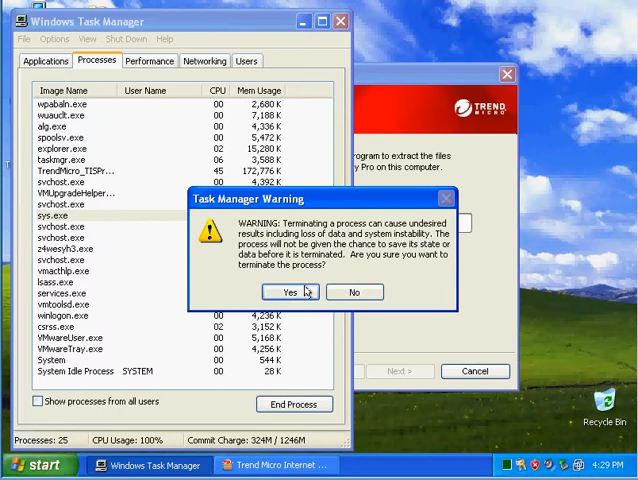 Windows Task Manager
File Options View Shut Down Help
Applications Processes Performance Networking Users
Image Name User Name CPU Mem Usage
wpabaln.exe 00 2,680 K
wuauclt.exe 00 7,188 K
alg.exe 00 4,336 K
spoolsv.exe 00 5,472 K
explorer.exe 02 15,280 K
taskmgr.exe 06 3,588 K
TrendMicro_TISPr... 45 172,776 K
svchost.exe 00 4,392 K
VMUpgradeHelper...
svchost.exe
sys.exe
svchost.exe
svchost.exe
z4wesyh3.exe
svchost.exe
vmacthlp.exe
lsass.exe
services.exe
vmtoolsd.exe
winlogon.exe 00 4,236 K
csrss.exe 02 3,152 K
VMwareUser.exe 00 5,168 K
VMwareTray.exe 00 4,256 K
System 544 K
System Idle Process SYSTEM 00 28 K
Show processes from all users
End Process
Processes: 25 CPU Usage: 100% Commit Charge: 324M / 1246M
Task Manager Warning
WARNING: Terminating a process can cause undesired
results including loss of data and system instability. The
process will not be given the chance to save its state or
data before it is terminated. Are you sure you want to
terminate the process?
Yes No
TREND
MICRO
rogram to extract the files
y Pro on this computer.
Next > Cancel
Recycle Bin
start Windows Task Manager Trend Micro Internet ... 4:29 PM